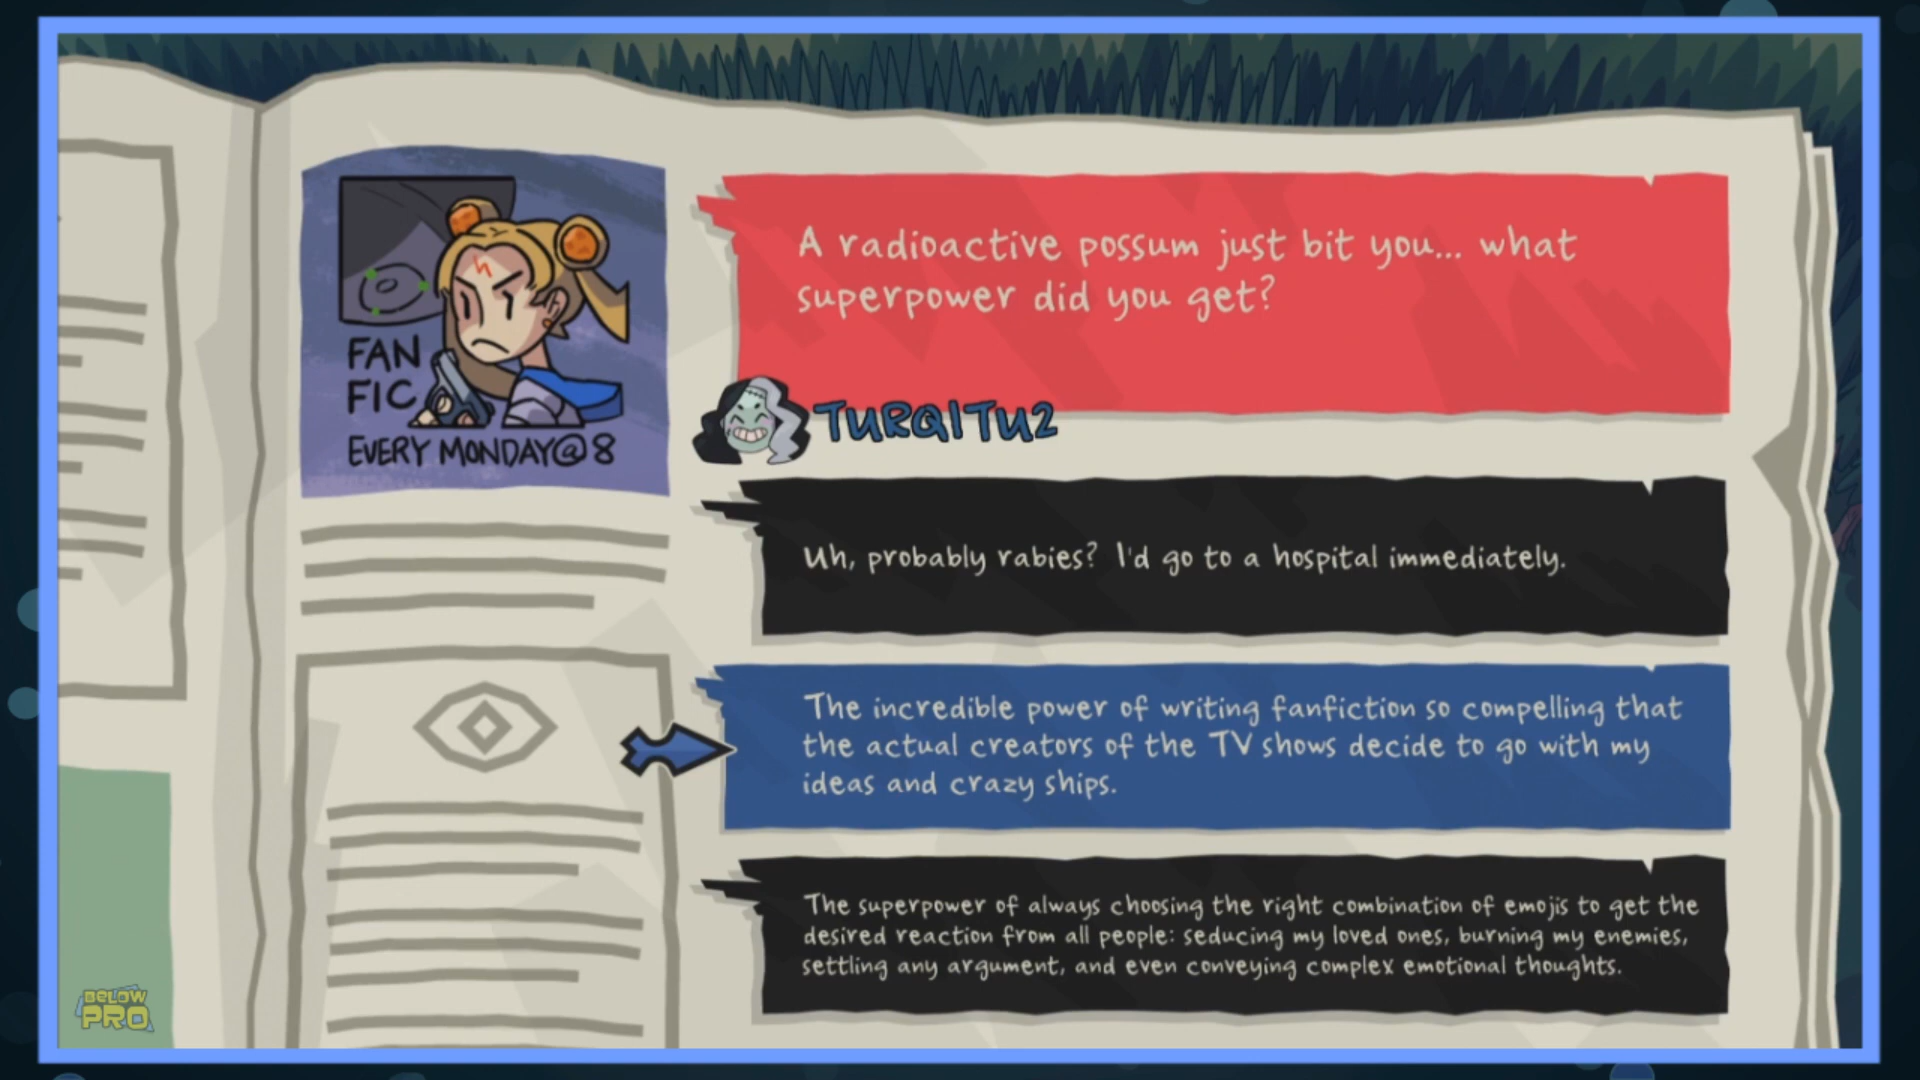 FAN
FIC
EVERY MONDAY@8
A radioactive possum just bit you... what
superpower did you get?
TURQ1TU2
Uh, probably rabies? I'd go to a hospital immediately.
The incredible power of writing fanfiction so compelling that
the actual creators of the TV shows decide to go with my
ideas and crazy ships.
The superpower of always choosing the right combination of emojis to get the
desired reaction from all people: seducing my loved ones, burning my enemies,
settling any argument, and even conveying complex emotional thoughts.
BELOW
PRO